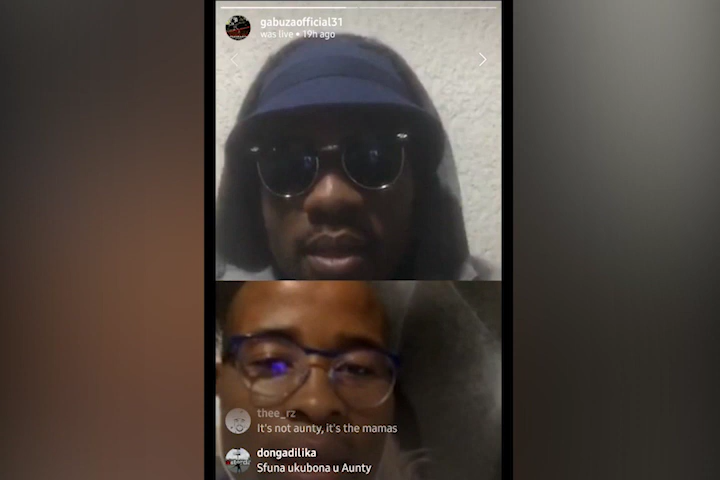 gabuzaofficial31
was live • 19h ago
thee_rz
It's not aunty, it's the mamas
dongadilika
Sfuna ukubona u Aunty